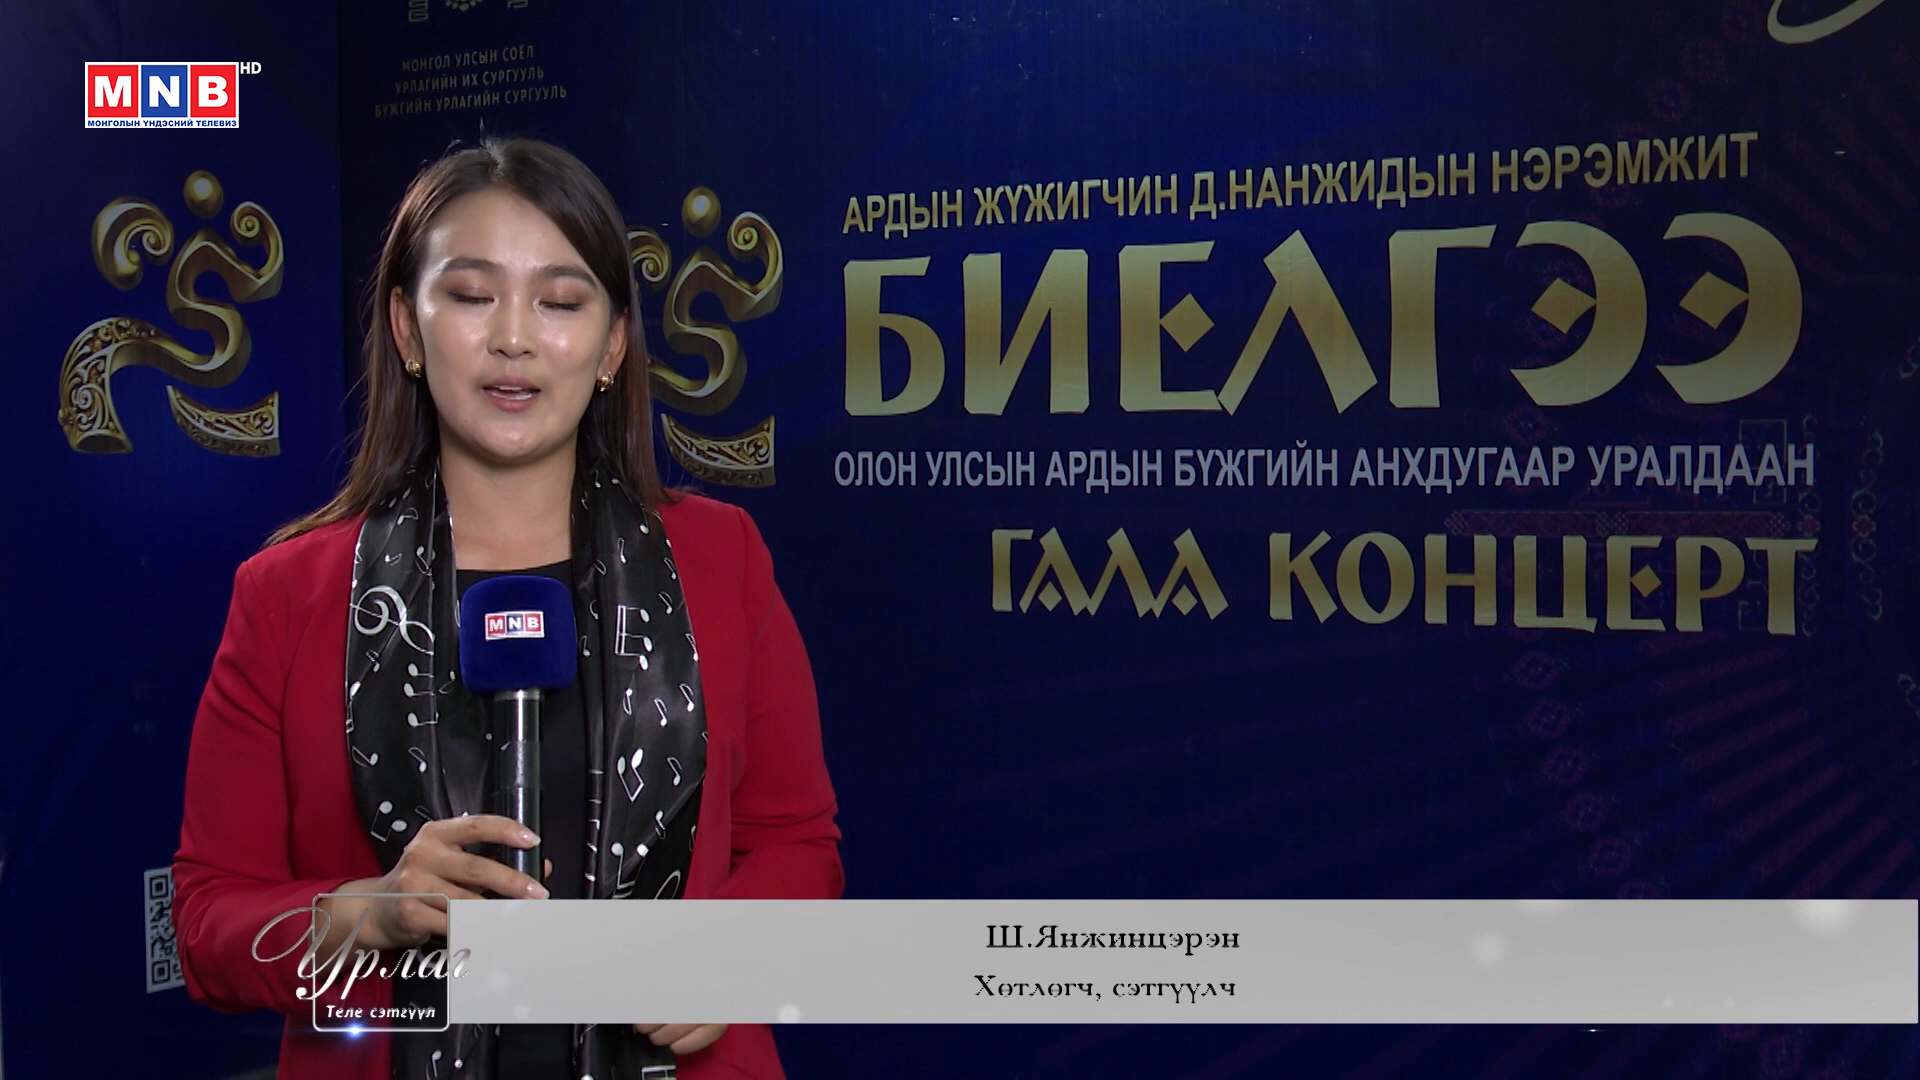 MNB HD
МОНГОЛЫН ҮНДЭСНИЙ ТЕЛЕВИЗ
МОНГОЛ УЛСЫН СОЁЛ
УРЛАГИЙН ИХ СУРГУУЛЬ
БҮЖГИЙН УРЛАГИЙН СУРГУУЛЬ
АРДЫН ЖҮЖИГЧИН Д.НАНЖИДЫН НЭРЭМЖИТ
БИЕЛГЭЭ
ОЛОН УЛСЫН АРДЫН БҮЖГИЙН АНХДУГААР УРАЛДААН
ГАЛА КОНЦЕРТ
MNB
Урлаг
Теле сэтгүүл
Ш.Янжинцэрэн
Хөтлөгч, сэтгүүлч